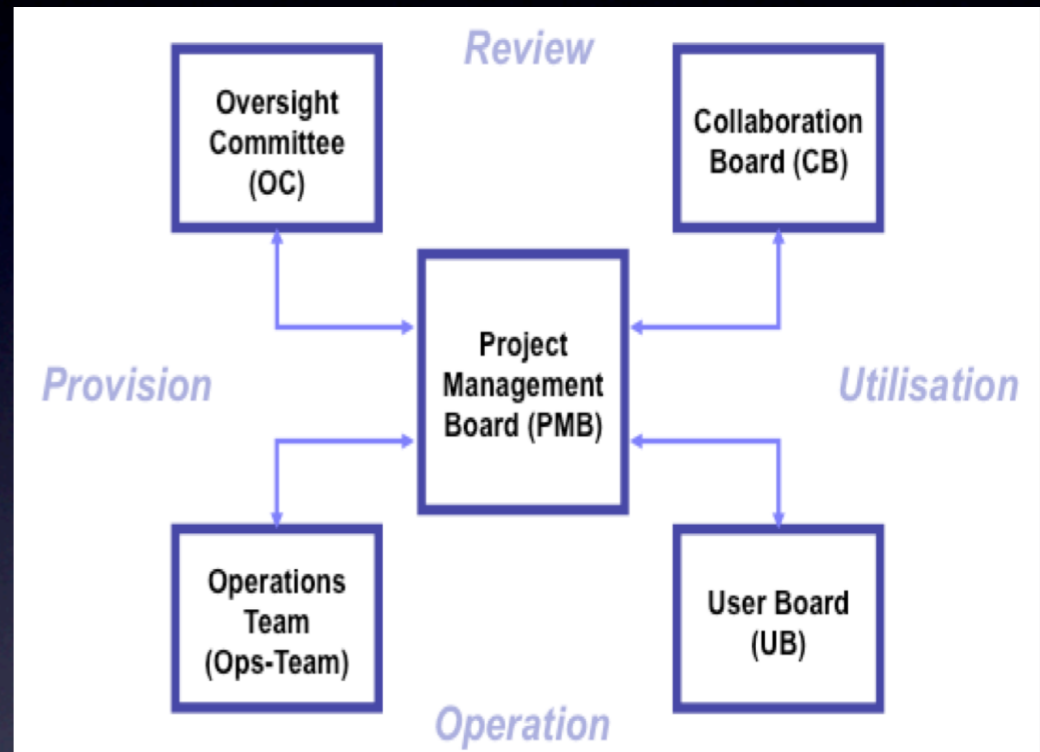 Review
Oversight
Committee
(OC)
Collaboration
Board (CB)
Project
Management
Board (PMB)
Provision
Utilisation
Operations
Team
(Ops-Team)
User Board
(UB)
Operation